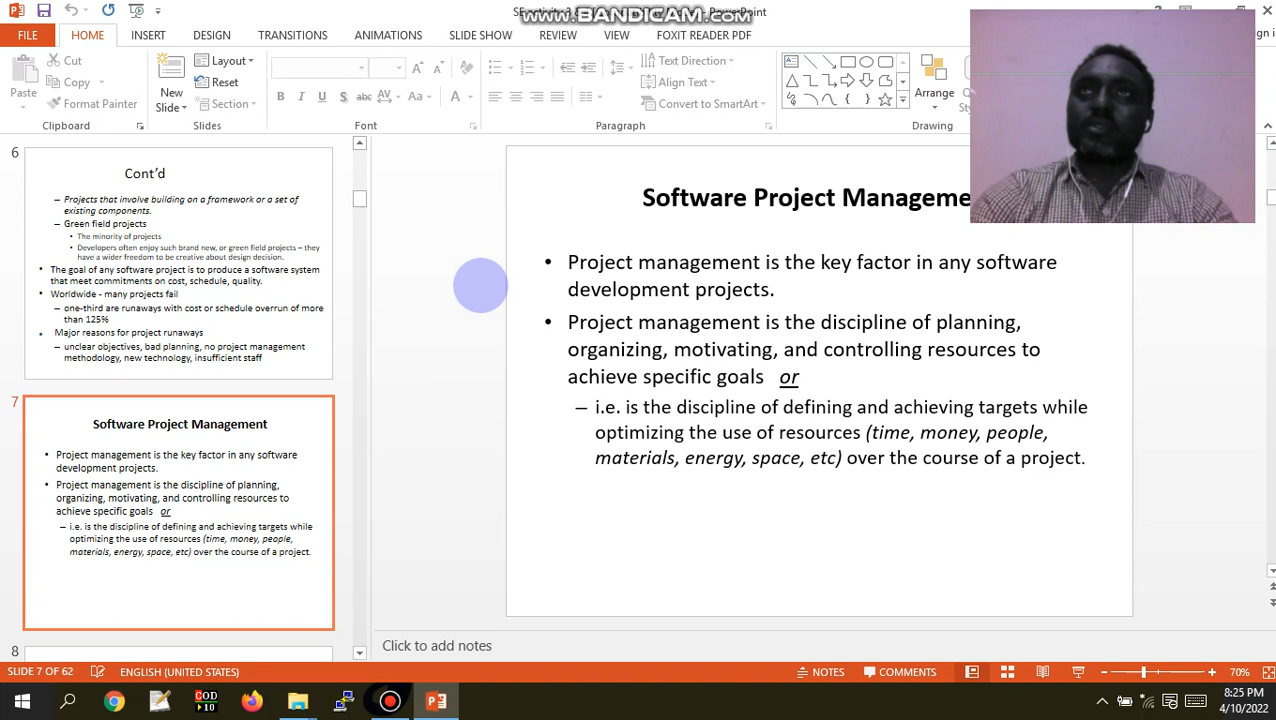 www.BANDICAM.com
PowerPoint
FILE HOME INSERT DESIGN TRANSITIONS ANIMATIONS SLIDE SHOW REVIEW VIEW FOXIT READER PDF
Paste
Cut
Copy
Format Painter
Clipboard
New
Slide
Layout
Reset
Section
Slides
B I U S abc AV Aa A
Font
Text Direction
Align Text
Convert to SmartArt
Paragraph
Arrange
Drawing
6
Cont'd
– Projects that involve building on a framework or a set of
existing components.
– Green field projects
• The minority of projects
• Developers often enjoy such brand new, or green field projects – they
have a wider freedom to be creative about design decision.
• The goal of any software project is to produce a software system
that meet commitments on cost, schedule, quality.
• Worldwide - many projects fail
– one-third are runaways with cost or schedule overrun of more
than 125%
• Major reasons for project runaways
– unclear objectives, bad planning, no project management
methodology, new technology, insufficient staff
7
Software Project Management
• Project management is the key factor in any software
development projects.
• Project management is the discipline of planning,
organizing, motivating, and controlling resources to
achieve specific goals or
– i.e. is the discipline of defining and achieving targets while
optimizing the use of resources (time, money, people,
materials, energy, space, etc) over the course of a project.
8
Software Project Manageme
• Project management is the key factor in any software
development projects.
• Project management is the discipline of planning,
organizing, motivating, and controlling resources to
achieve specific goals or
– i.e. is the discipline of defining and achieving targets while
optimizing the use of resources (time, money, people,
materials, energy, space, etc) over the course of a project.
Click to add notes
SLIDE 7 OF 62 ENGLISH (UNITED STATES) NOTES COMMENTS 70%
COD
10
8:25 PM
4/10/2022